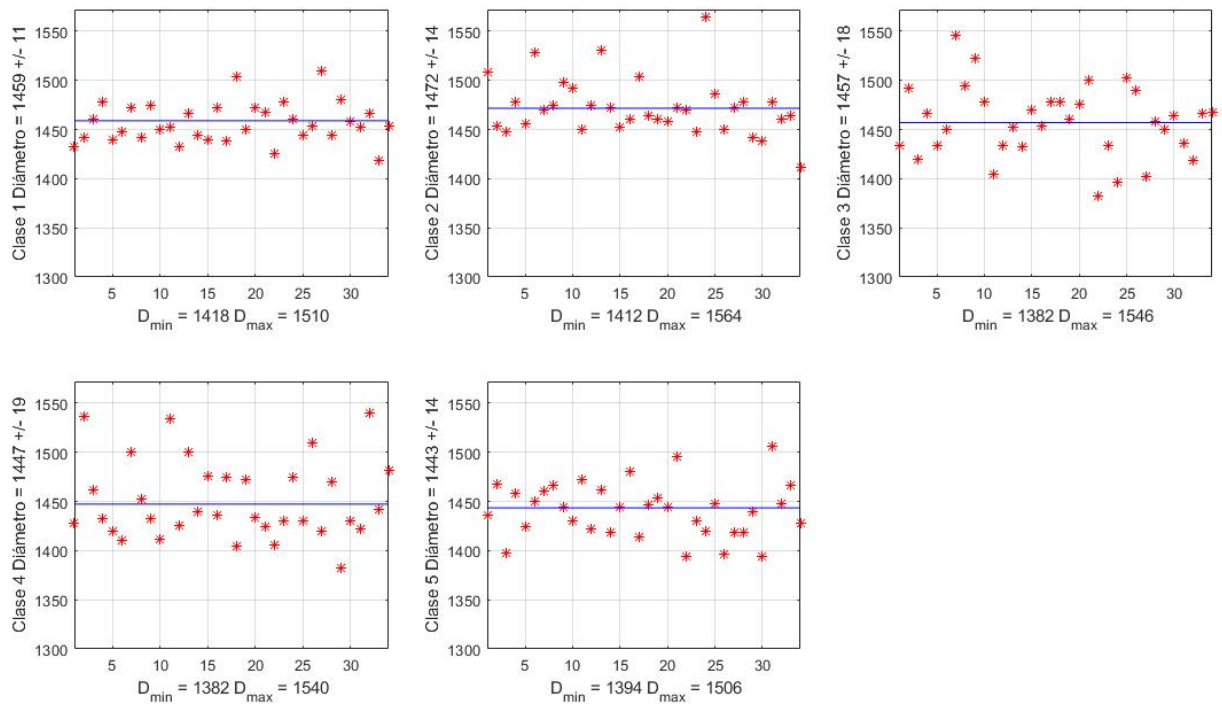 Clase 1 Diámetro = 1459 +/- 11
1550
1500
1450
1400
1350
1300
5 10 15 20 25 30
D_min = 1418 D_max = 1510
Clase 2 Diámetro = 1472 +/- 14
1550
1500
1450
1400
1350
1300
5 10 15 20 25 30
D_min = 1412 D_max = 1564
Clase 3 Diámetro = 1457 +/- 18
1550
1500
1450
1400
1350
1300
5 10 15 20 25 30
D_min = 1382 D_max = 1546
Clase 4 Diámetro = 1447 +/- 19
1550
1500
1450
1400
1350
1300
5 10 15 20 25 30
D_min = 1382 D_max = 1540
Clase 5 Diámetro = 1443 +/- 14
1550
1500
1450
1400
1350
1300
5 10 15 20 25 30
D_min = 1394 D_max = 1506